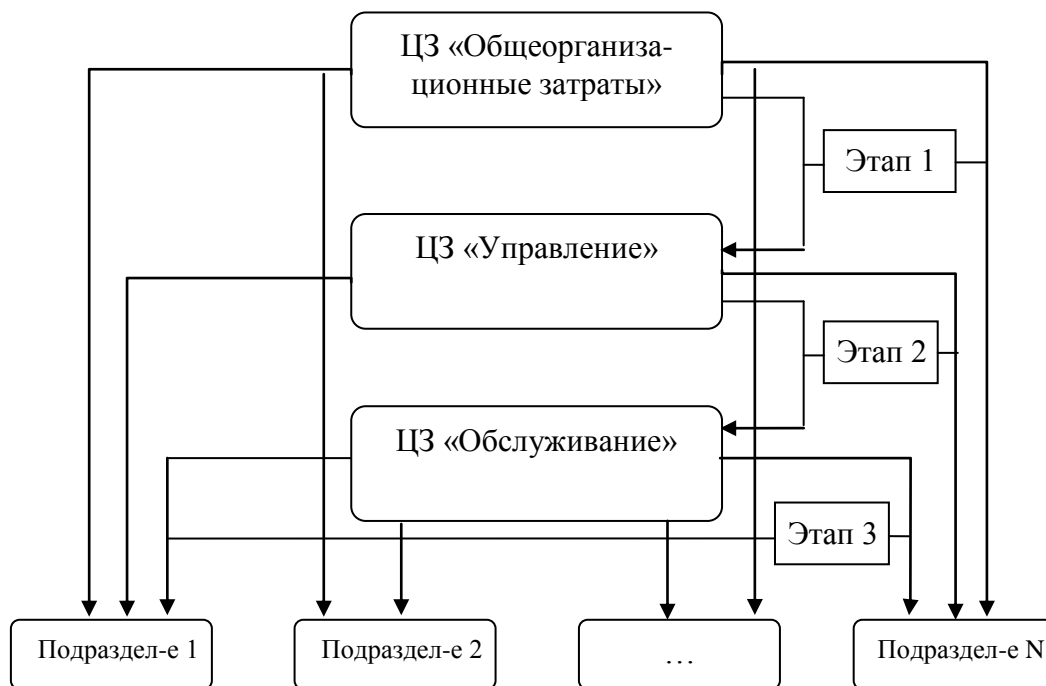 ЦЗ «Общеорганиза-
ционные затраты»
Этап 1
ЦЗ «Управление»
Этап 2
ЦЗ «Обслуживание»
Этап 3
Подраздел-е 1
Подраздел-е 2
…
Подраздел-е N